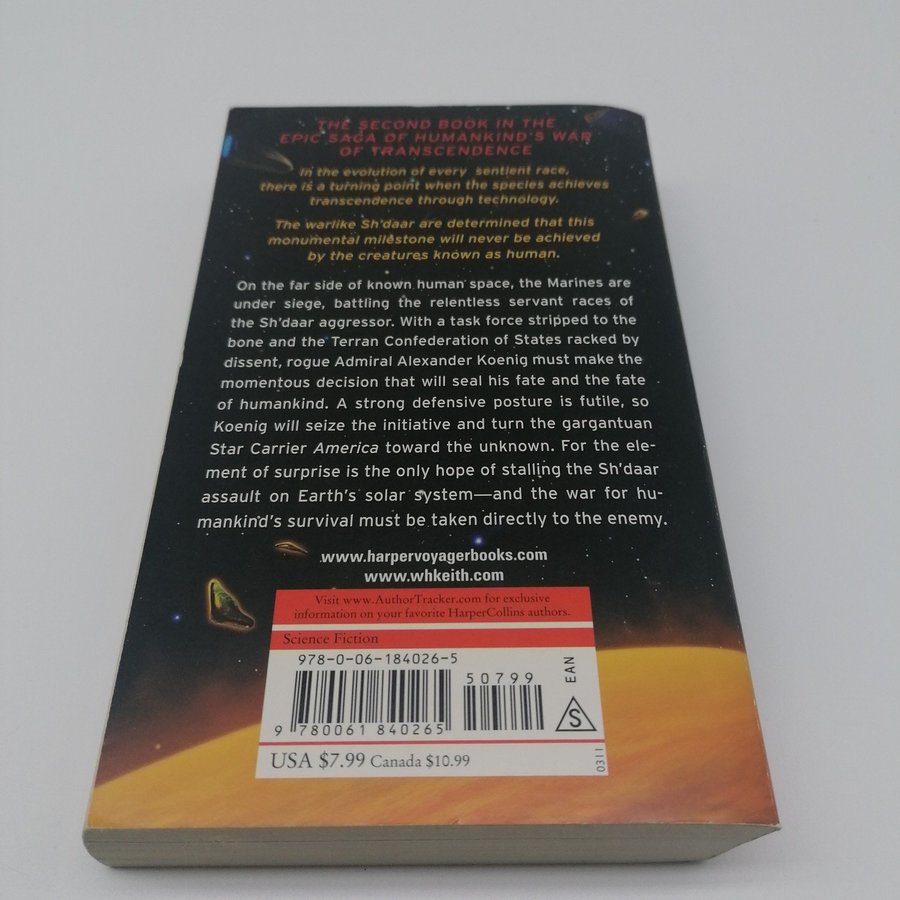 THE SECOND BOOK IN THE
EPIC SAGA OF HUMANKIND'S WAR
OF TRANSCENDENCE
In the evolution of every sentient race,
there is a turning point when the species achieves
transcendence through technology.
The warlike Sh'daar are determined that this
monumental milestone will never be achieved
by the creatures known as human.
On the far side of known human space, the Marines are
under siege, battling the relentless servant races of
the Sh'daar aggressor. With a task force stripped to the
bone and the Terran Confederation of States racked by
dissent, rogue Admiral Alexander Koenig must make the
momentous decision that will seal his fate and the fate
of humankind. A strong defensive posture is futile, so
Koenig will seize the initiative and turn the gargantuan
Star Carrier America toward the unknown. For the ele-
ment of surprise is the only hope of stalling the Sh'daar
assault on Earth's solar system—and the war for hu-
mankind's survival must be taken directly to the enemy.
www.harpervoyagerbooks.com
www.whkeith.com
Visit www.AuthorTracker.com for exclusive
information on your favorite HarperCollins authors.
Science Fiction
978-0-06-184026-5
50799
EAN
S
9 780061 840265
USA $7.99 Canada $10.99
0311